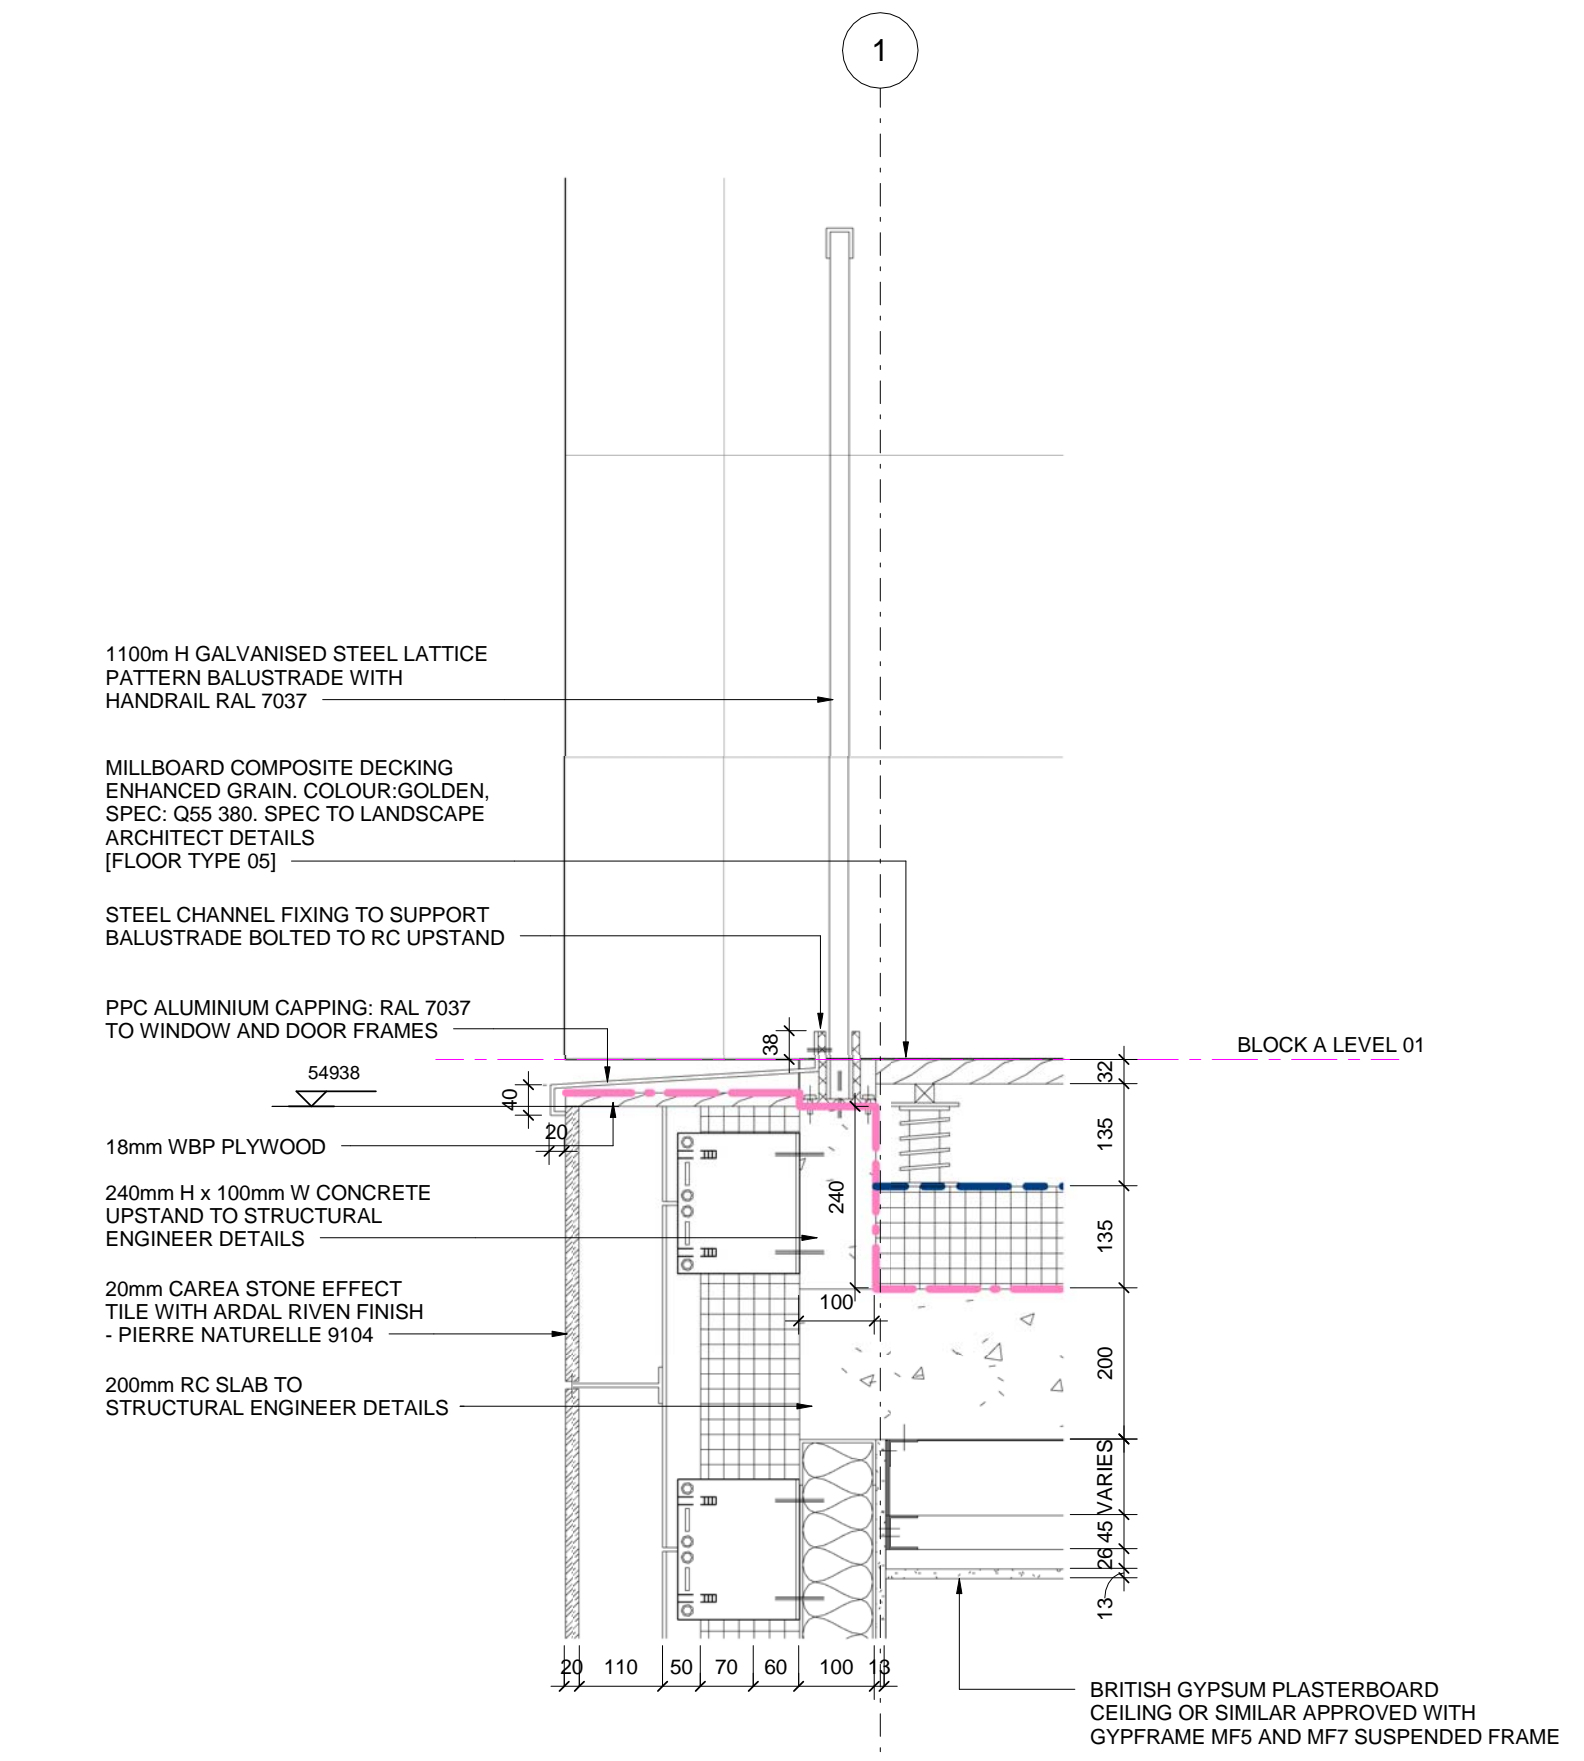 1
1100m H GALVANISED STEEL LATTICE
PATTERN BALUSTRADE WITH
HANDRAIL RAL 7037
MILLBOARD COMPOSITE DECKING
ENHANCED GRAIN. COLOUR:GOLDEN,
SPEC: Q55 380. SPEC TO LANDSCAPE
ARCHITECT DETAILS
[FLOOR TYPE 05]
STEEL CHANNEL FIXING TO SUPPORT
BALUSTRADE BOLTED TO RC UPSTAND
PPC ALUMINIUM CAPPING: RAL 7037
TO WINDOW AND DOOR FRAMES
38
BLOCK A LEVEL 01
32
54938
40
20
135
18mm WBP PLYWOOD
240mm H x 100mm W CONCRETE
UPSTAND TO STRUCTURAL
ENGINEER DETAILS
240
135
20mm CAREA STONE EFFECT
TILE WITH ARDAL RIVEN FINISH
- PIERRE NATURELLE 9104
100
200
200mm RC SLAB TO
STRUCTURAL ENGINEER DETAILS
VARIES
45
26
13
20 110 50 70 60 100 13
BRITISH GYPSUM PLASTERBOARD
CEILING OR SIMILAR APPROVED WITH
GYPFRAME MF5 AND MF7 SUSPENDED FRAME